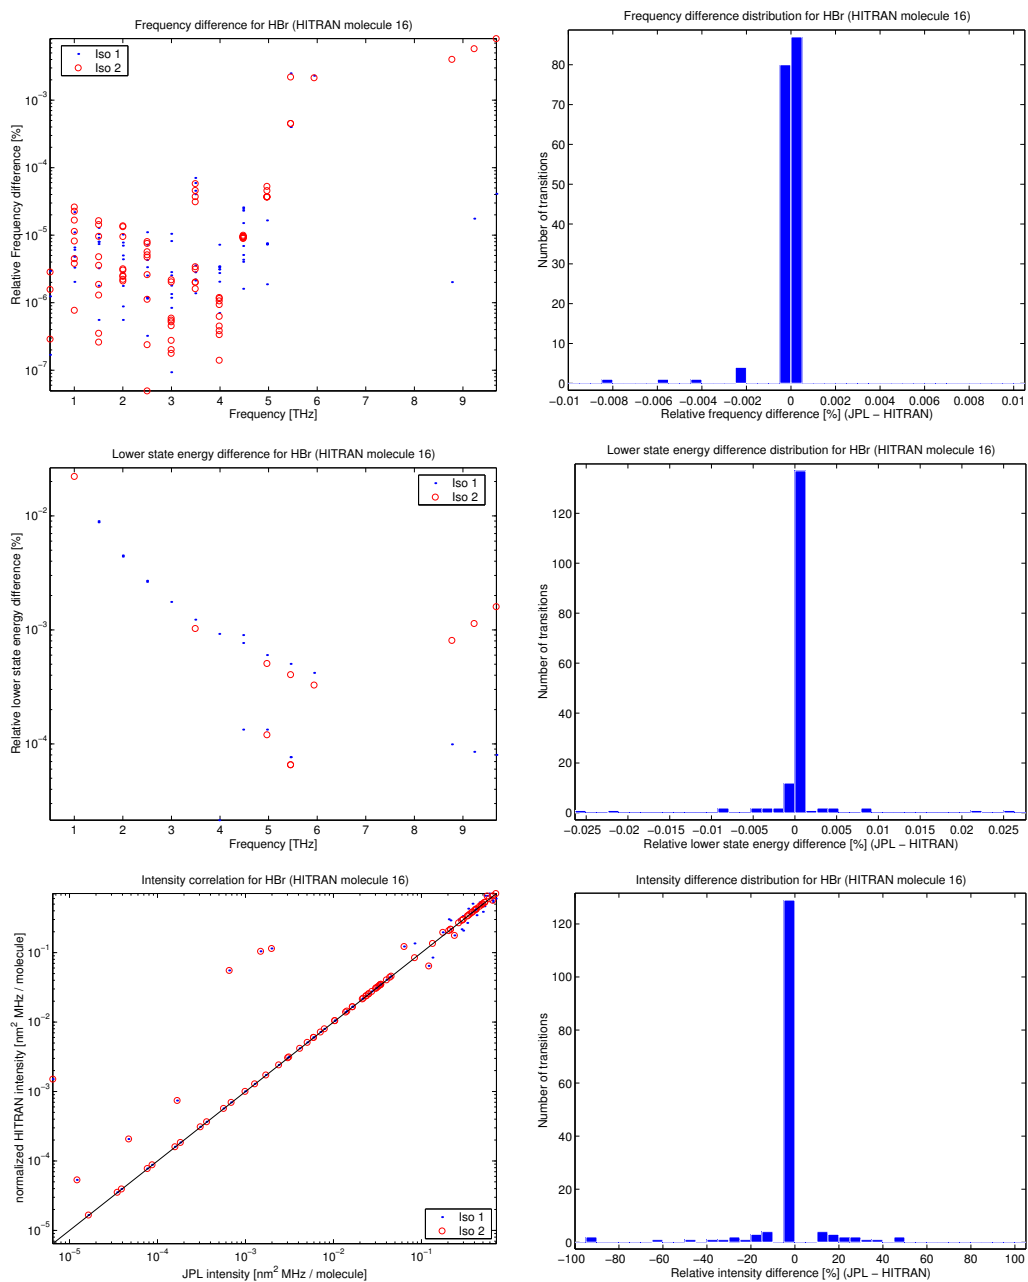 Frequency difference for HBr (HITRAN molecule 16)
Iso 1
Iso 2
Relative Frequency difference [%]
10^−3
10^−4
10^−5
10^−6
10^−7
1 2 3 4 5 6 7 8 9
Frequency [THz]
Frequency difference distribution for HBr (HITRAN molecule 16)
Number of transitions
80
70
60
50
40
30
20
10
0
−0.01 −0.008 −0.006 −0.004 −0.002 0 0.002 0.004 0.006 0.008 0.01
Relative frequency difference [%] (JPL − HITRAN)
Lower state energy difference for HBr (HITRAN molecule 16)
Iso 1
Iso 2
Relative lower state energy difference [%]
10^−2
10^−3
10^−4
1 2 3 4 5 6 7 8 9
Frequency [THz]
Lower state energy difference distribution for HBr (HITRAN molecule 16)
Number of transitions
120
100
80
60
40
20
0
−0.025 −0.02 −0.015 −0.01 −0.005 0 0.005 0.01 0.015 0.02 0.025
Relative lower state energy difference [%] (JPL − HITRAN)
Intensity correlation for HBr (HITRAN molecule 16)
normalized HITRAN intensity [nm^2 MHz / molecule]
10^−1
10^−2
10^−3
10^−4
10^−5
Iso 1
Iso 2
10^−5 10^−4 10^−3 10^−2 10^−1
JPL intensity [nm^2 MHz / molecule]
Intensity difference distribution for HBr (HITRAN molecule 16)
Number of transitions
120
100
80
60
40
20
0
−100 −80 −60 −40 −20 0 20 40 60 80 100
Relative intensity difference [%] (JPL − HITRAN)